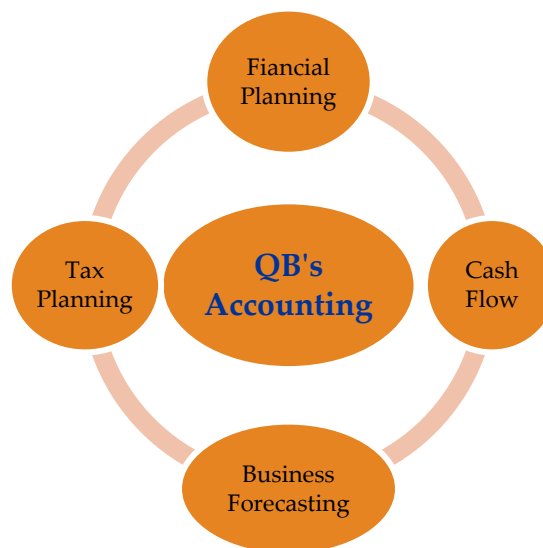 Fiancial
Planning
Tax
Planning
QB's
Accounting
Cash
Flow
Business
Forecasting